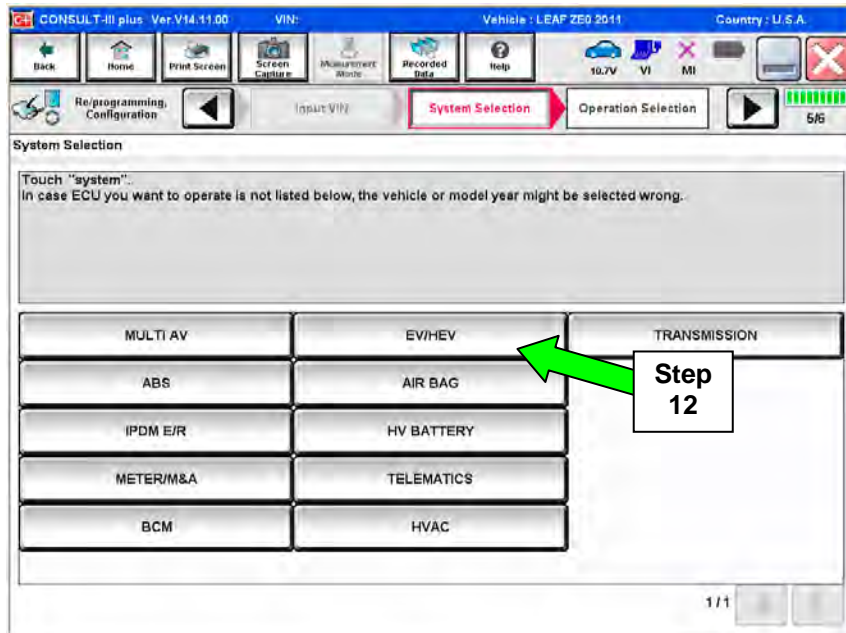 CONSULT-III plus Ver.V14.11.00 VIN: Vehicle : LEAF ZE0 2011 Country : U.S.A.
Back Home Print Screen Screen Capture Measurement Mode Recorded Data Help 10.7V VI MI
Re/programming, Configuration Input VIN System Selection Operation Selection 5/6
System Selection
Touch "system".
In case ECU you want to operate is not listed below, the vehicle or model year might be selected wrong.
MULTI AV EV/HEV TRANSMISSION
ABS AIR BAG
Step
12
IPDM E/R HV BATTERY
METER/M&A TELEMATICS
BCM HVAC
1/1